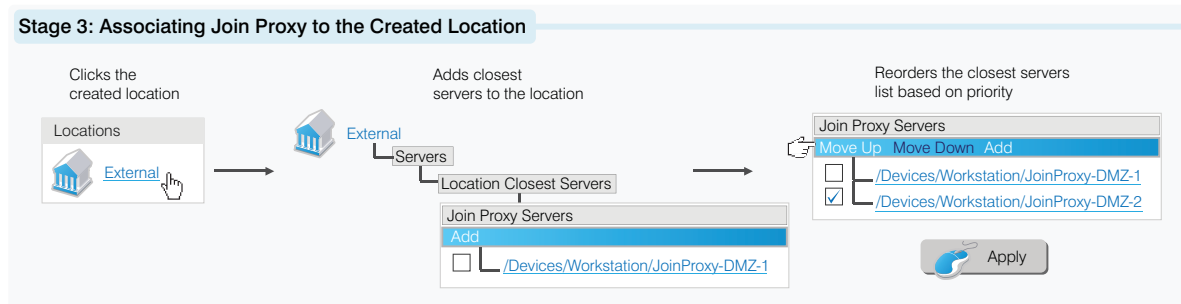 Stage 3: Associating Join Proxy to the Created Location
Clicks the
created location
Locations
External
Adds closest
servers to the location
External
Servers
Location Closest Servers
Join Proxy Servers
Add
/Devices/Workstation/JoinProxy-DMZ-1
Reorders the closest servers
list based on priority
Join Proxy Servers
Move Up Move Down Add
/Devices/Workstation/JoinProxy-DMZ-1
/Devices/Workstation/JoinProxy-DMZ-2
Apply